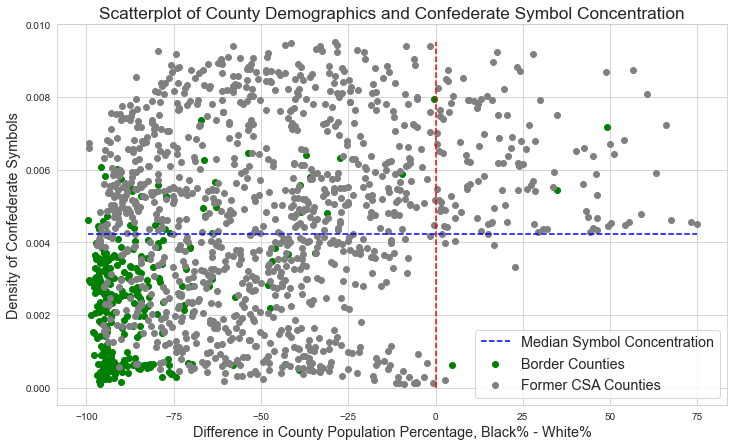 Scatterplot of County Demographics and Confederate Symbol Concentration
Density of Confederate Symbols
0.010
0.008
0.006
0.004
0.002
0.000
Median Symbol Concentration
Border Counties
Former CSA Counties
−100 −75 −50 −25 0 25 50 75
Difference in County Population Percentage, Black% - White%